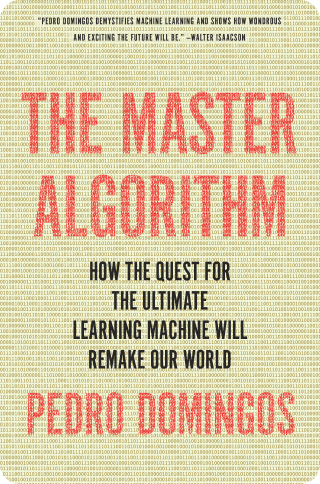 "PEDRO DOMINGOS DEMYSTIFIES MACHINE LEARNING AND SHOWS HOW WONDROUS
AND EXCITING THE FUTURE WILL BE." –WALTER ISAACSON
THE MASTER
ALGORITHM
HOW THE QUEST FOR
THE ULTIMATE
LEARNING MACHINE WILL
REMAKE OUR WORLD
PEDRO DOMINGOS